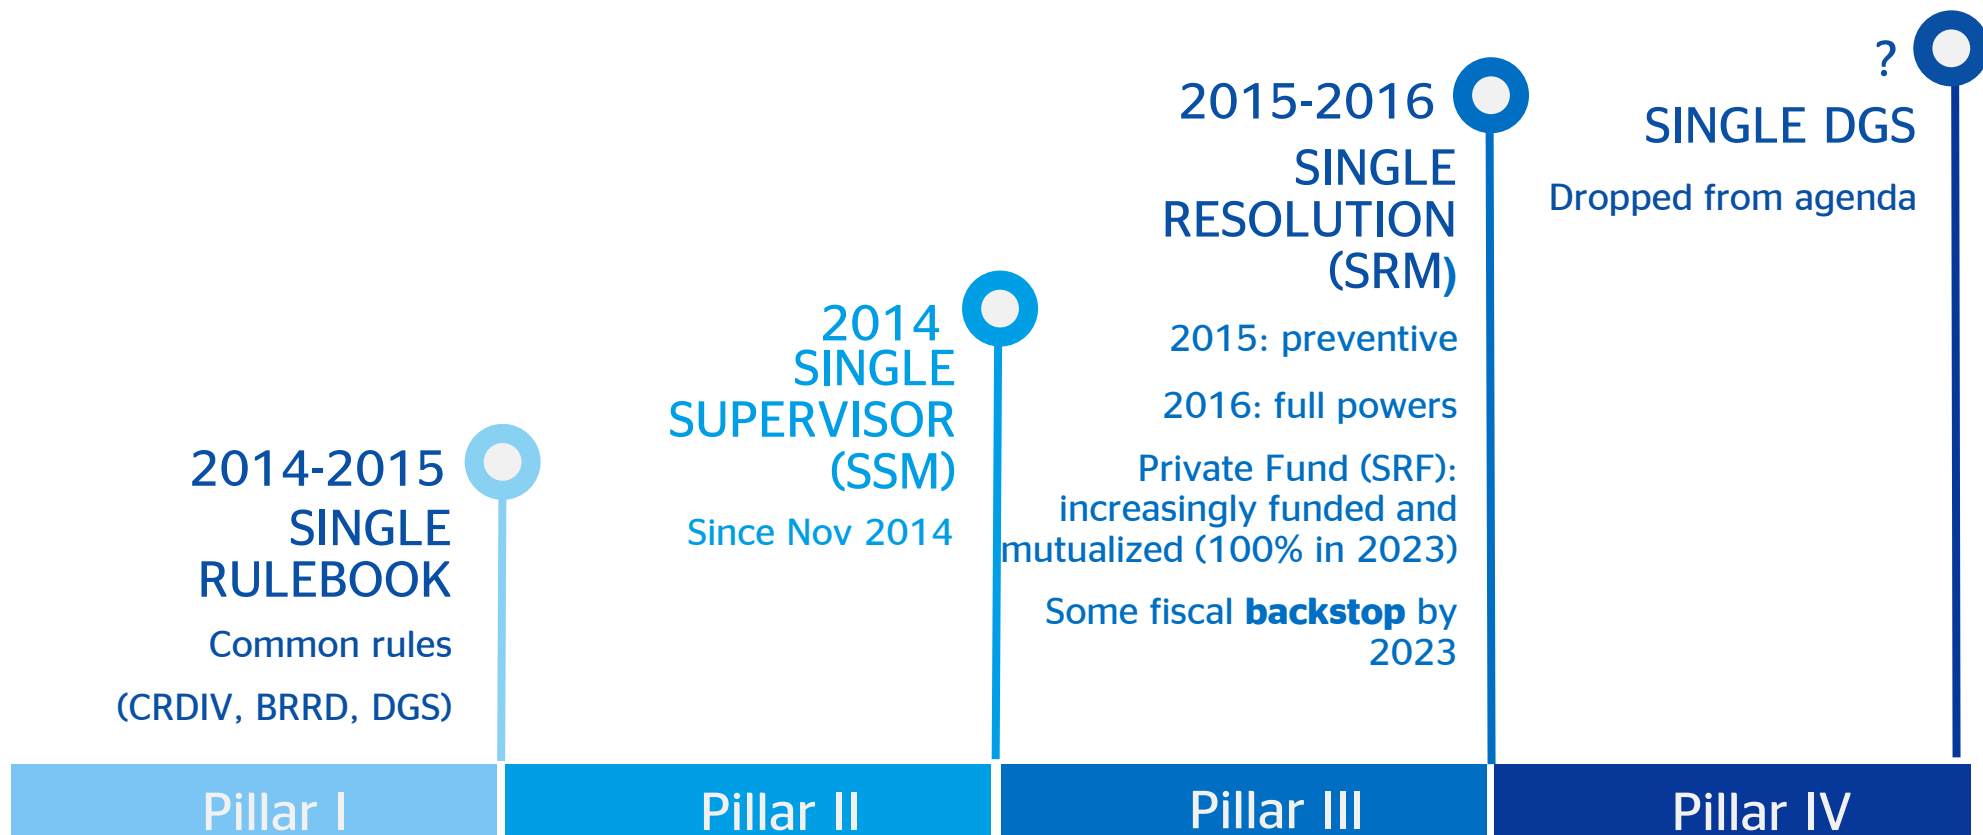 2014-2015
SINGLE
RULEBOOK
Common rules
(CRDIV, BRRD, DGS)
Pillar I
2014
SINGLE
SUPERVISOR
(SSM)
Since Nov 2014
Pillar II
2015-2016
SINGLE
RESOLUTION
(SRM)
2015: preventive
2016: full powers
Private Fund (SRF):
increasingly funded and
mutualized (100% in 2023)
Some fiscal backstop by
2023
Pillar III
?
SINGLE DGS
Dropped from agenda
Pillar IV